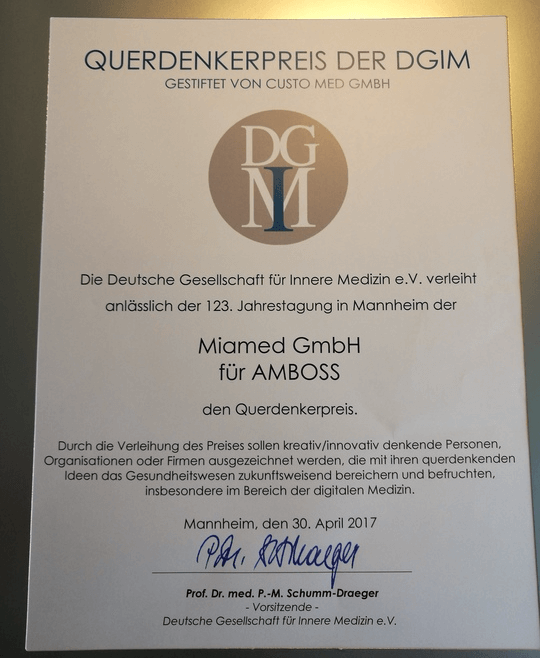 QUERDENKERPREIS DER DGIM
GESTIFTET VON CUSTO MED GMBH
DG
IM
Die Deutsche Gesellschaft für Innere Medizin e.V. verleiht
anlässlich der 123. Jahrestagung in Mannheim der
Miamed GmbH
für AMBOSS
den Querdenkerpreis.
Durch die Verleihung des Preises sollen kreativ/innovativ denkende Personen,
Organisationen oder Firmen ausgezeichnet werden, die mit ihren querdenkenden
Ideen das Gesundheitswesen zukunftsweisend bereichern und befruchten,
insbesondere im Bereich der digitalen Medizin.
Mannheim, den 30. April 2017
Prof. Dr. med. P.-M. Schumm-Draeger
- Vorsitzende -
Deutsche Gesellschaft für Innere Medizin e.V.